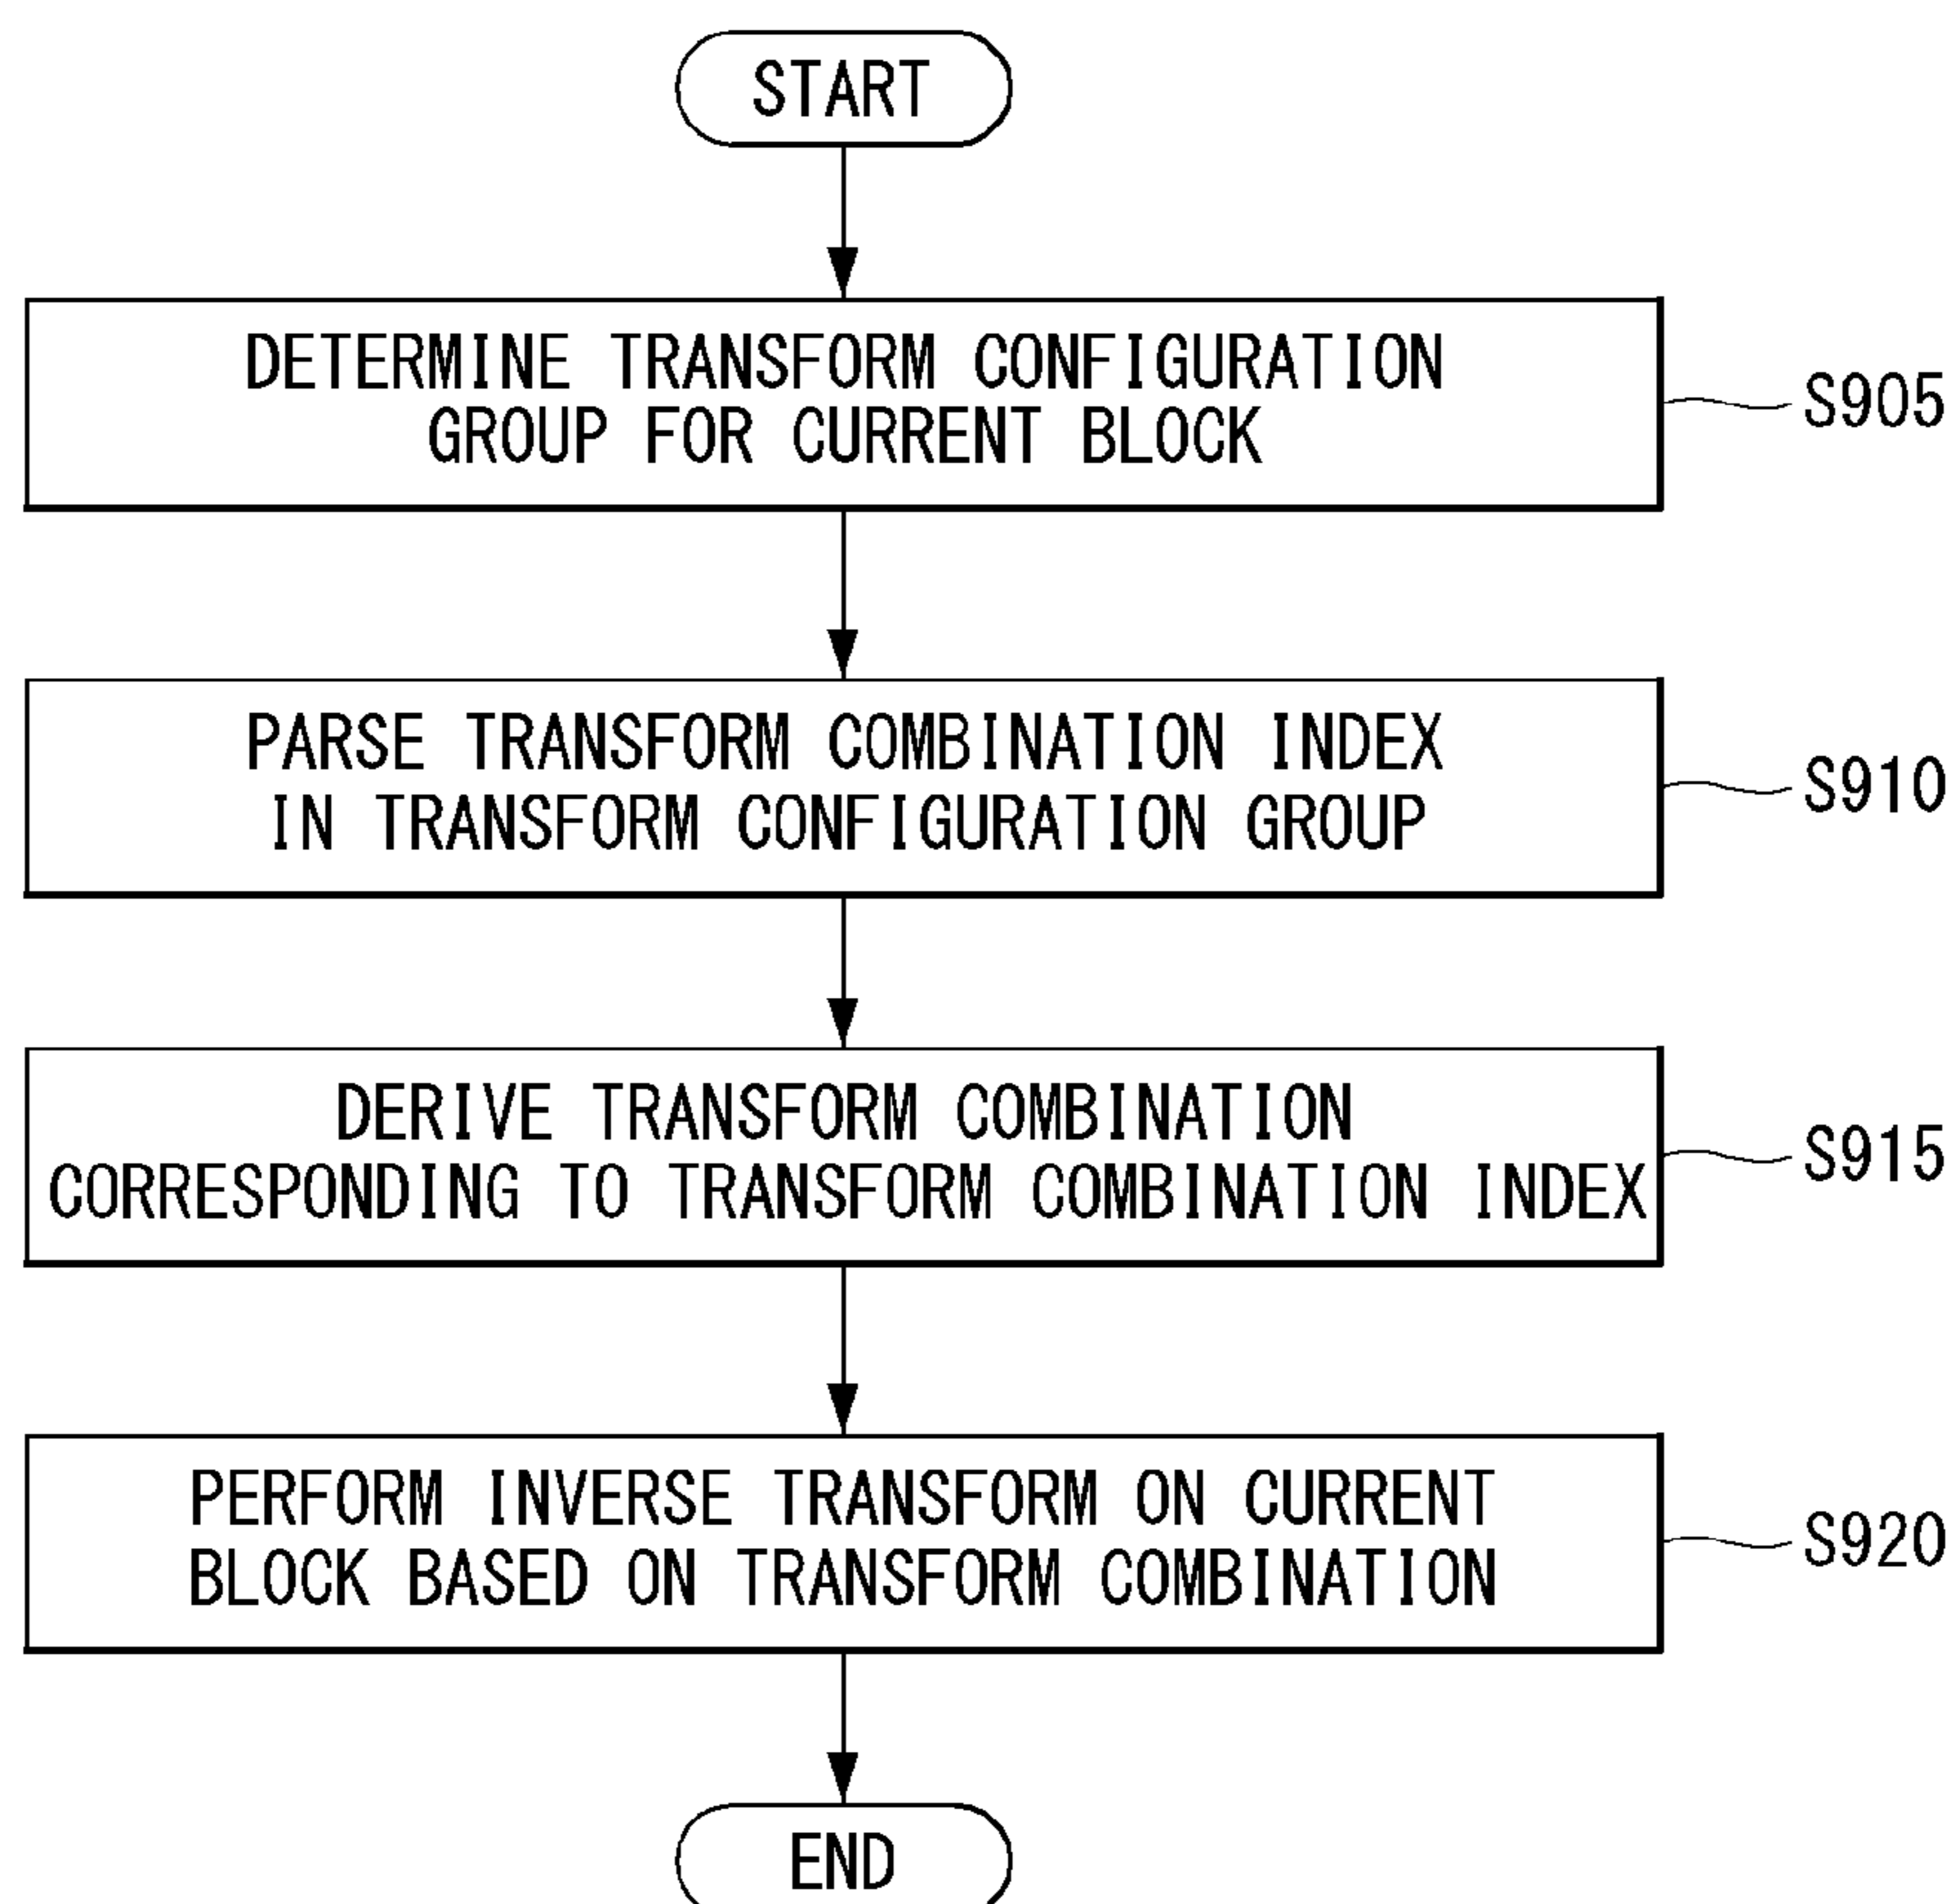 START
DETERMINE TRANSFORM CONFIGURATION
GROUP FOR CURRENT BLOCK
S905
PARSE TRANSFORM COMBINATION INDEX
IN TRANSFORM CONFIGURATION GROUP
S910
DERIVE TRANSFORM COMBINATION
CORRESPONDING TO TRANSFORM COMBINATION INDEX
S915
PERFORM INVERSE TRANSFORM ON CURRENT
BLOCK BASED ON TRANSFORM COMBINATION
S920
END